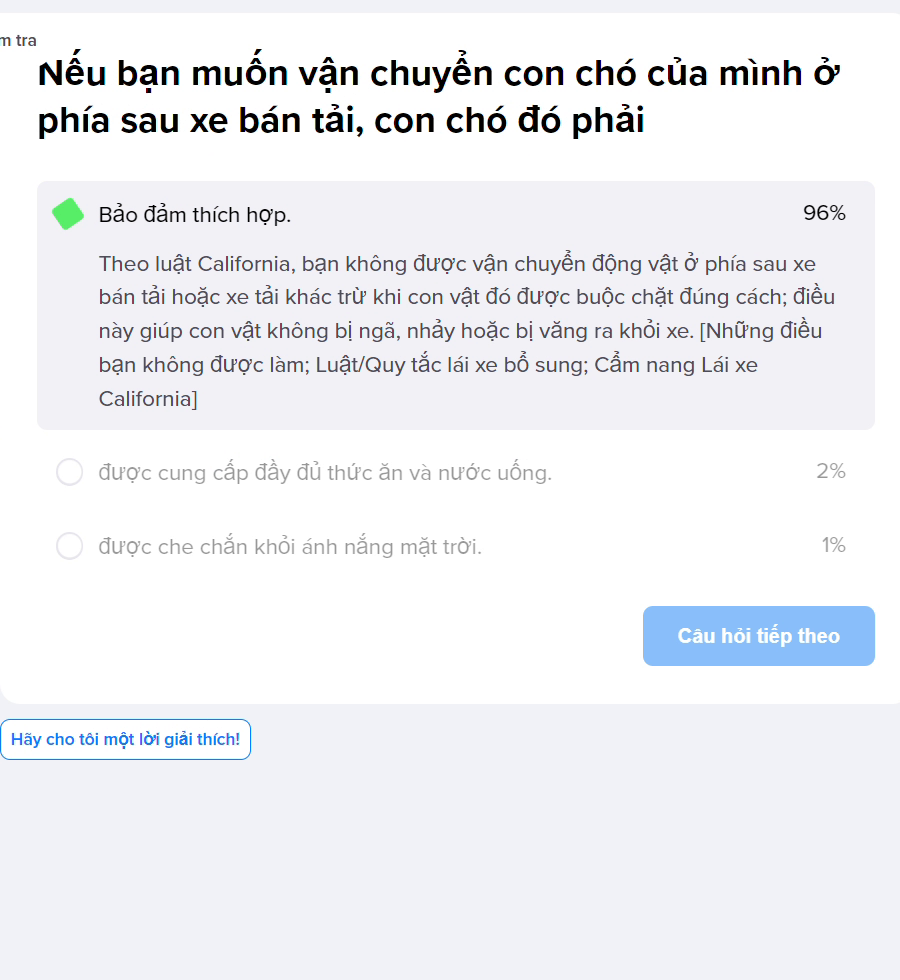 m tra
Nếu bạn muốn vận chuyển con chó của mình ở
phía sau xe bán tải, con chó đó phải
Bảo đảm thích hợp.
96%
Theo luật California, bạn không được vận chuyển động vật ở phía sau xe
bán tải hoặc xe tải khác trừ khi con vật đó được buộc chặt đúng cách; điều
này giúp con vật không bị ngã, nhảy hoặc bị văng ra khỏi xe. [Những điều
bạn không được làm; Luật/Quy tắc lái xe bổ sung; Cẩm nang Lái xe
California]
được cung cấp đầy đủ thức ăn và nước uống.
2%
được che chắn khỏi ánh nắng mặt trời.
1%
Câu hỏi tiếp theo
Hãy cho tôi một lời giải thích!